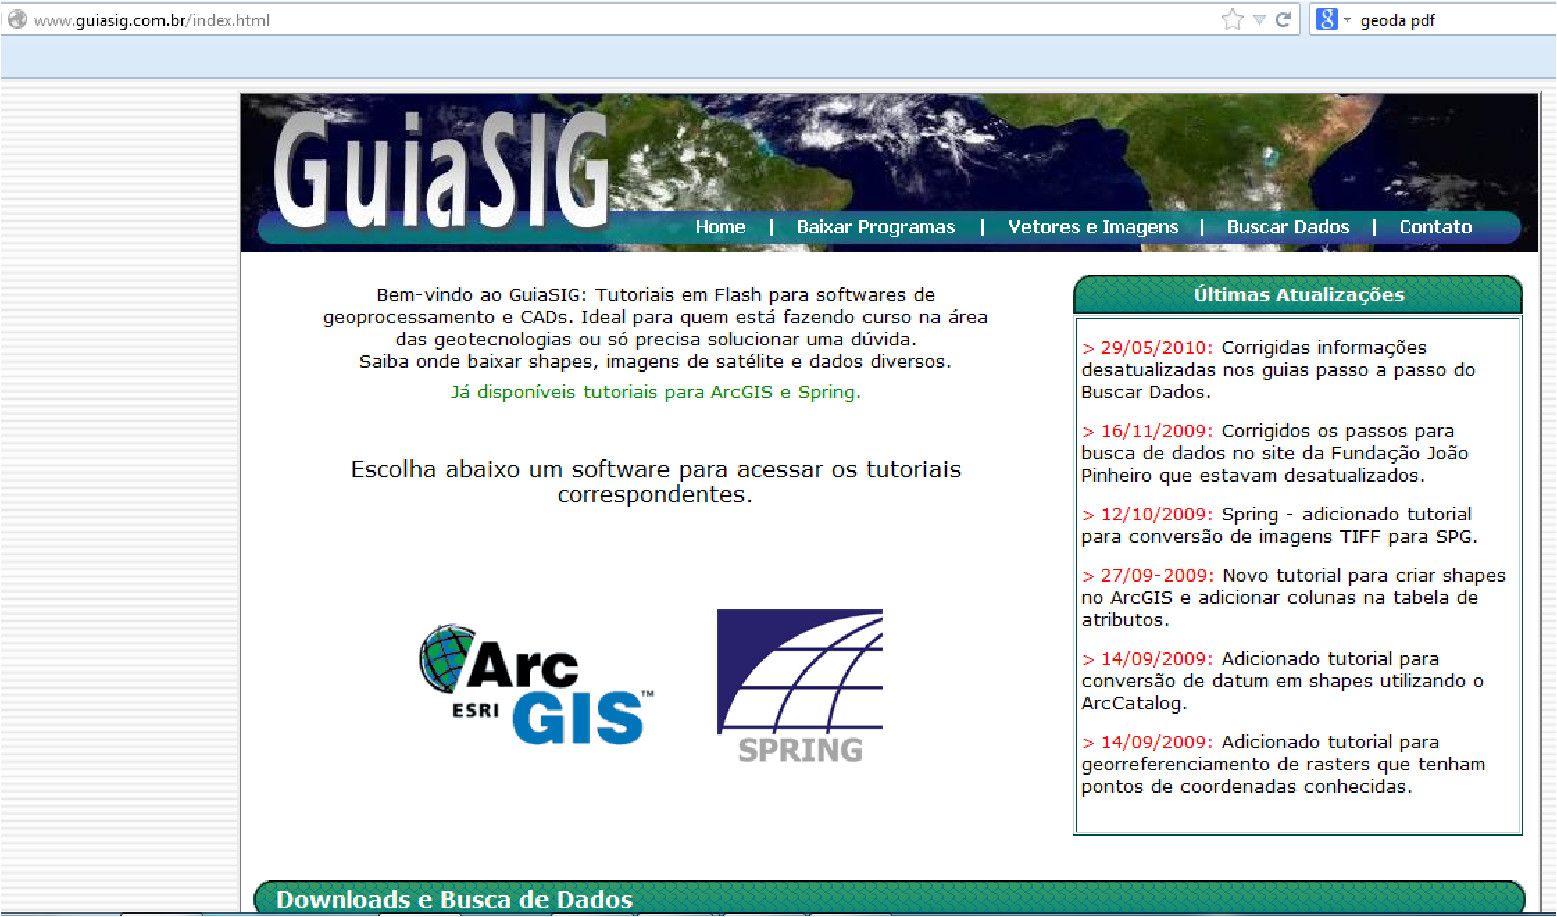 www.guiasig.com.br/index.html
geoda pdf
GuiaSIG
Home | Baixar Programas | Vetores e Imagens | Buscar Dados | Contato
Bem-vindo ao GuiaSIG: Tutoriais em Flash para softwares de
geoprocessamento e CADs. Ideal para quem está fazendo curso na área
das geotecnologias ou só precisa solucionar uma dúvida.
Saiba onde baixar shapes, imagens de satélite e dados diversos.
Já disponíveis tutoriais para ArcGIS e Spring.
Escolha abaixo um software para acessar os tutoriais
correspondentes.
Arc
ESRI GIS™
SPRING
Últimas Atualizações
> 29/05/2010: Corrigidas informações
desatualizadas nos guias passo a passo do
Buscar Dados.
> 16/11/2009: Corrigidos os passos para
busca de dados no site da Fundação João
Pinheiro que estavam desatualizados.
> 12/10/2009: Spring - adicionado tutorial
para conversão de imagens TIFF para SPG.
> 27/09-2009: Novo tutorial para criar shapes
no ArcGIS e adicionar colunas na tabela de
atributos.
> 14/09/2009: Adicionado tutorial para
conversão de datum em shapes utilizando o
ArcCatalog.
> 14/09/2009: Adicionado tutorial para
georreferenciamento de rasters que tenham
pontos de coordenadas conhecidas.
Downloads e Busca de Dados